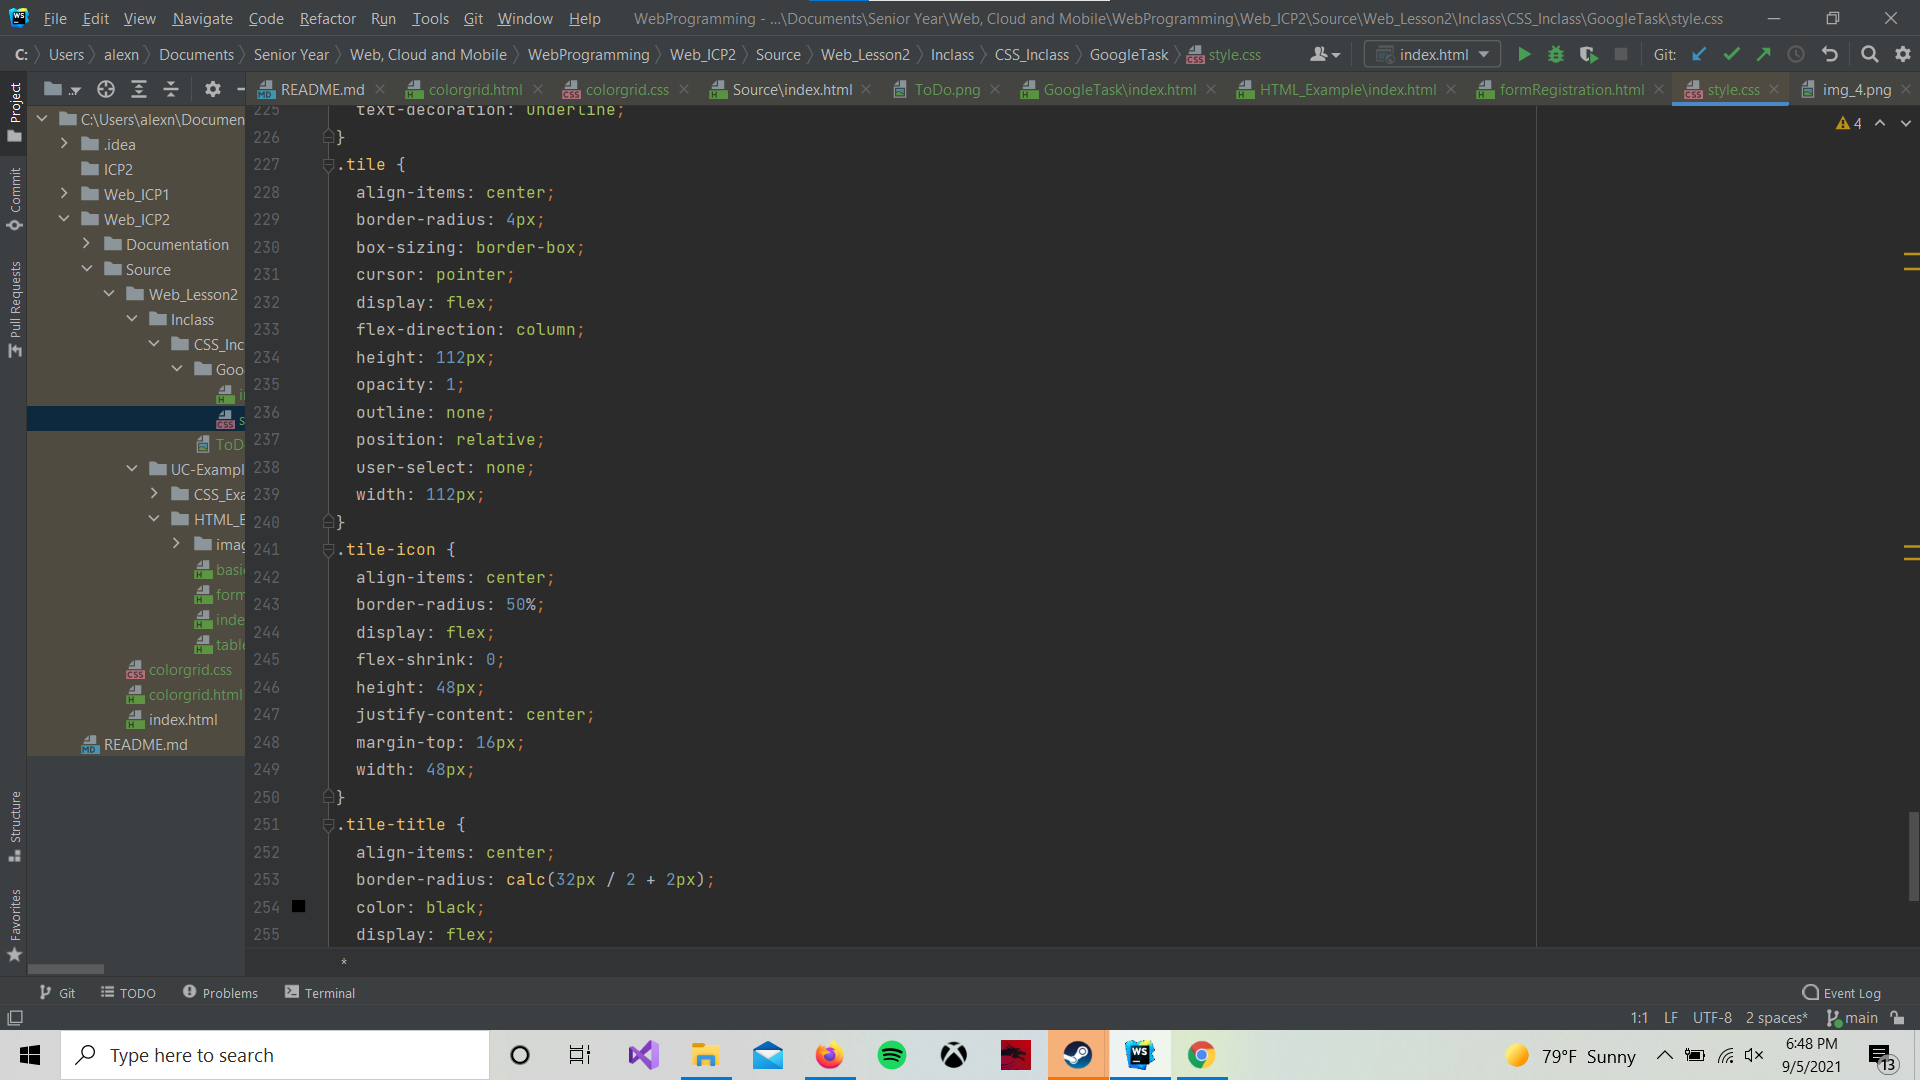 File Edit View Navigate Code Refactor Run Tools Git Window Help WebProgramming - ...\Documents\Senior Year\Web, Cloud and Mobile\WebProgramming\Web_ICP2\Source\Web_Lesson2\Inclass\CSS_Inclass\GoogleTask\style.css
C: Users alexn Documents Senior Year Web, Cloud and Mobile WebProgramming Web_ICP2 Source Web_Lesson2 Inclass CSS_Inclass GoogleTask style.css index.html Git:
README.md colorgrid.html colorgrid.css Source\index.html ToDo.png GoogleTask\index.html HTML_Example\index.html formRegistration.html style.css img_4.png
Project
Commit
Pull Requests
Structure
Favorites
C:\Users\alexn\Documen
.idea
ICP2
Web_ICP1
Web_ICP2
Documentation
Source
Web_Lesson2
Inclass
CSS_Inc
Goo
i
s
ToD
UC-Exampl
CSS_Exa
HTML_E
imag
basi
form
inde
table
colorgrid.css
colorgrid.html
index.html
README.md
4
225 text-decoration: underline;
226 }
227 .tile {
228 align-items: center;
229 border-radius: 4px;
230 box-sizing: border-box;
231 cursor: pointer;
232 display: flex;
233 flex-direction: column;
234 height: 112px;
235 opacity: 1;
236 outline: none;
237 position: relative;
238 user-select: none;
239 width: 112px;
240 }
241 .tile-icon {
242 align-items: center;
243 border-radius: 50%;
244 display: flex;
245 flex-shrink: 0;
246 height: 48px;
247 justify-content: center;
248 margin-top: 16px;
249 width: 48px;
250 }
251 .tile-title {
252 align-items: center;
253 border-radius: calc(32px / 2 + 2px);
254 color: black;
255 display: flex;
*
Git TODO Problems Terminal Event Log
1:1 LF UTF-8 2 spaces* main
Type here to search
79°F Sunny
6:48 PM
9/5/2021
13